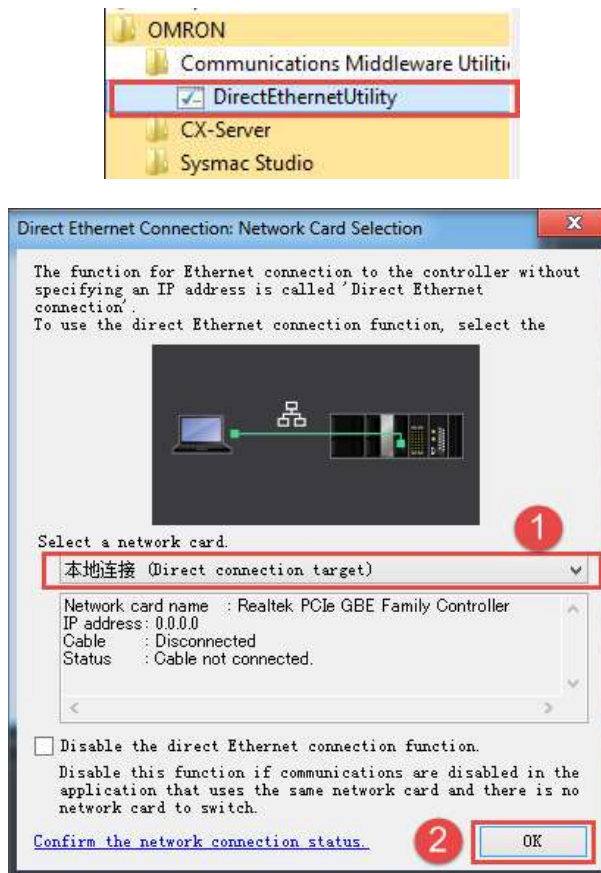 OMRON
Communications Middleware Utiliti
DirectEthernetUtility
CX-Server
Sysmac Studio
Direct Ethernet Connection: Network Card Selection
The function for Ethernet connection to the controller without
specifying an IP address is called 'Direct Ethernet
connection'.
To use the direct Ethernet connection function, select the
1
Select a network card.
本地连接 (Direct connection target)
Network card name : Realtek PCIe GBE Family Controller
IP address : 0.0.0.0
Cable : Disconnected
Status : Cable not connected.
Disable the direct Ethernet connection function.
Disable this function if communications are disabled in the
application that uses the same network card and there is no
network card to switch.
Confirm the network connection status. 2 OK